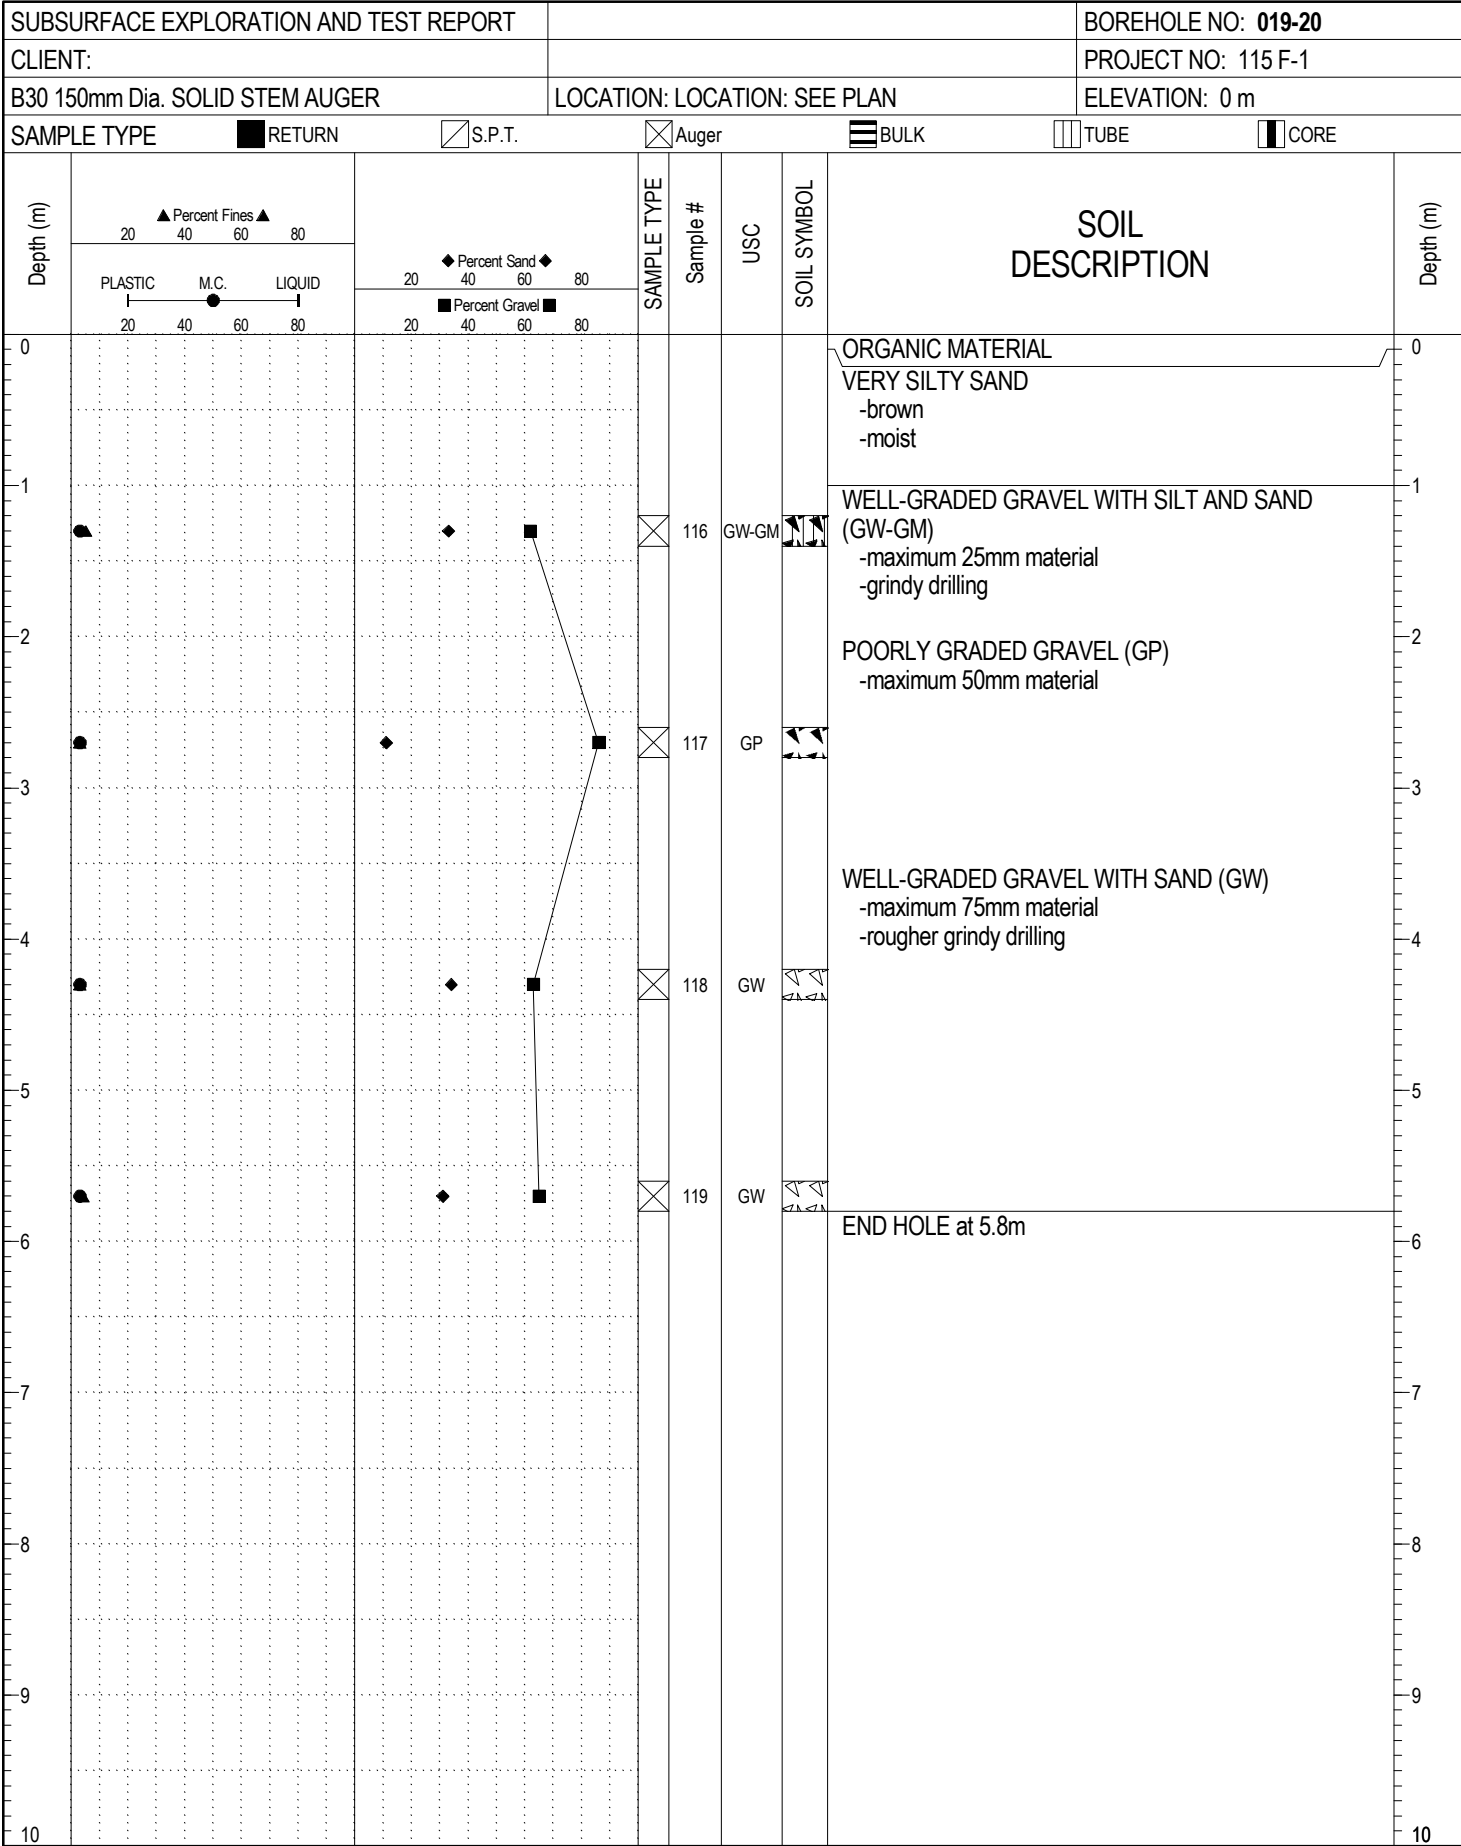 SUBSURFACE EXPLORATION AND TEST REPORT
BOREHOLE NO: 019-20
CLIENT:
PROJECT NO: 115 F-1
B30 150mm Dia. SOLID STEM AUGER
LOCATION: LOCATION: SEE PLAN
ELEVATION: 0 m
SAMPLE TYPE
RETURN
S.P.T.
Auger
BULK
TUBE
CORE
Depth (m)
▲ Percent Fines ▲
20 40 60 80
PLASTIC M.C. LIQUID
20 40 60 80
◆ Percent Sand ◆
20 40 60 80
■ Percent Gravel ■
20 40 60 80
SAMPLE TYPE
Sample #
USC
SOIL SYMBOL
SOIL
DESCRIPTION
Depth (m)
0
ORGANIC MATERIAL
0
VERY SILTY SAND
-brown
-moist
1
1
WELL-GRADED GRAVEL WITH SILT AND SAND
116 GW-GM
(GW-GM)
-maximum 25mm material
-grindy drilling
2
2
POORLY GRADED GRAVEL (GP)
-maximum 50mm material
117 GP
3
3
WELL-GRADED GRAVEL WITH SAND (GW)
-maximum 75mm material
-rougher grindy drilling
4
4
118 GW
5
5
119 GW
END HOLE at 5.8m
6
6
7
7
8
8
9
9
10
10